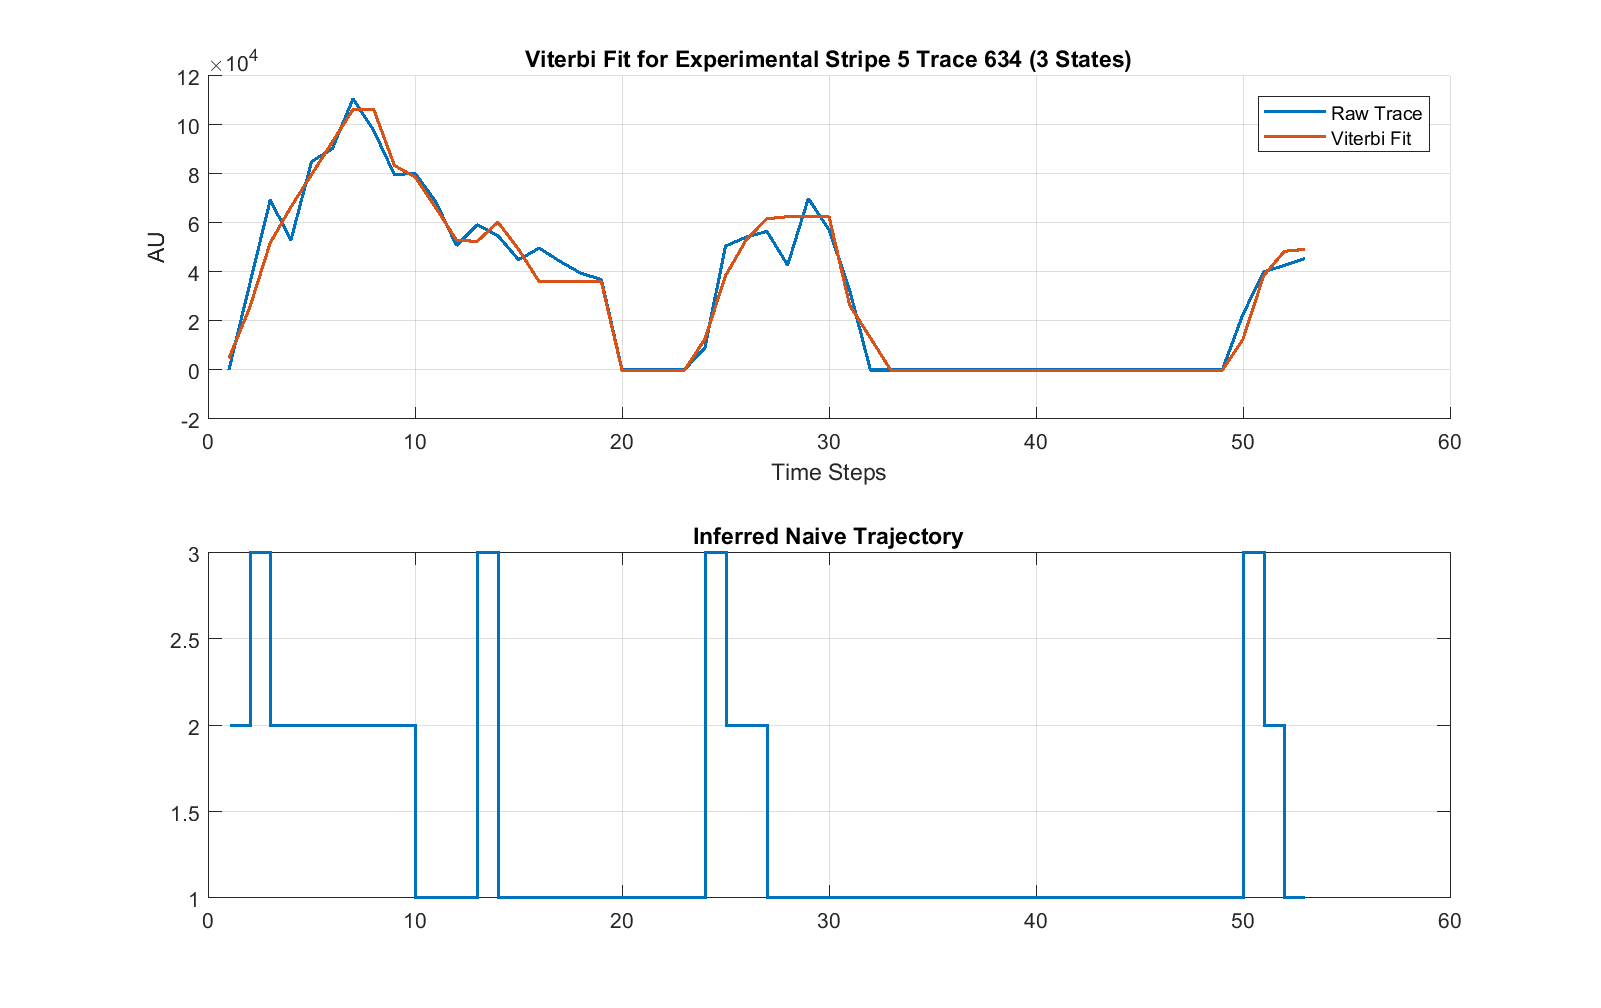 Viterbi Fit for Experimental Stripe 5 Trace 634 (3 States)
×10⁴
12
10
8
6
4
2
0
-2
AU
Raw Trace
Viterbi Fit
0 10 20 30 40 50 60
Time Steps
Inferred Naive Trajectory
3
2.5
2
1.5
1
0 10 20 30 40 50 60